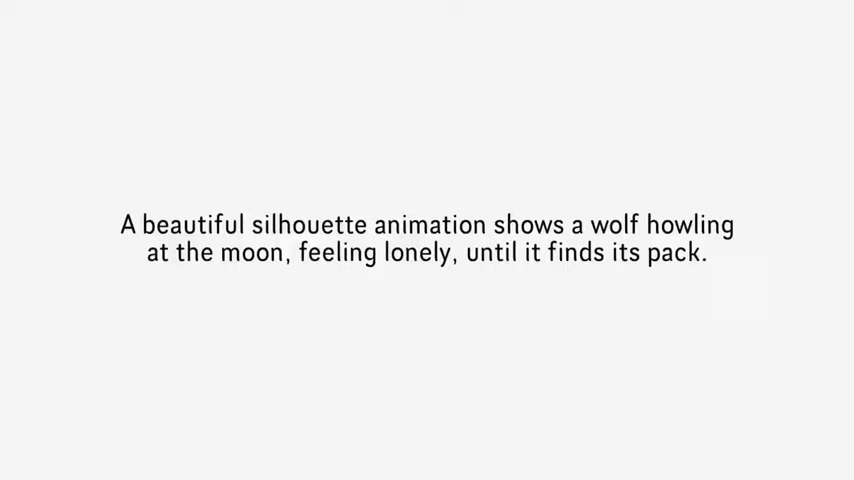 A beautiful silhouette animation shows a wolf howling
at the moon, feeling lonely, until it finds its pack.